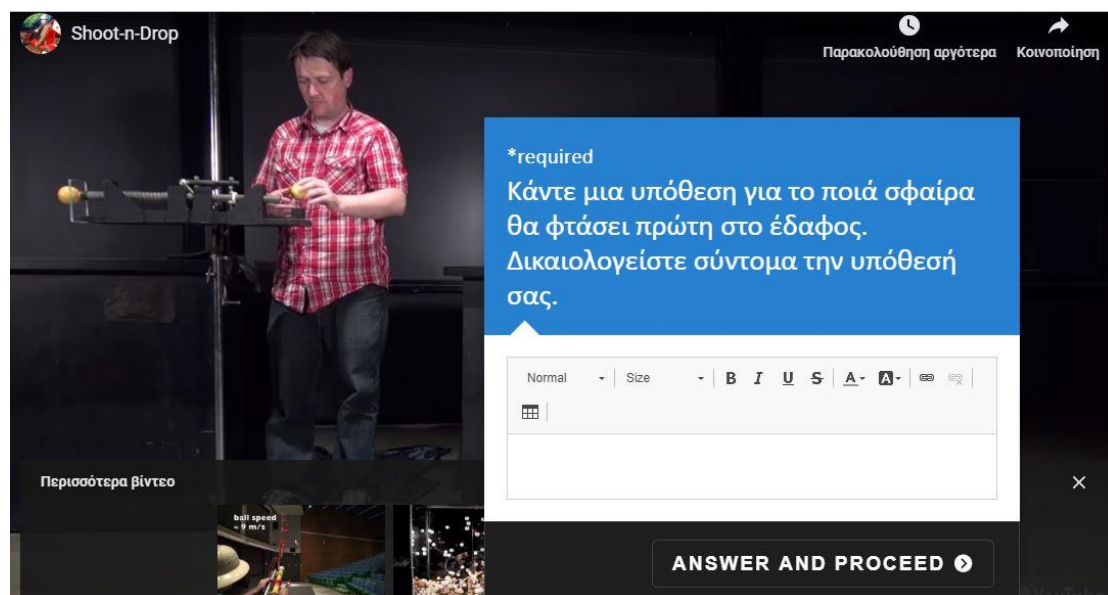 Shoot-n-Drop
Παρακολούθηση αργότερα
Κοινοποίηση
*required
Κάντε μια υπόθεση για το ποιά σφαίρα
θα φτάσει πρώτη στο έδαφος.
Δικαιολογείστε σύντομα την υπόθεσή
σας.
Normal
Size
B I U S A A
Περισσότερα βίντεο
ball speed
≈ 9 m/s
ANSWER AND PROCEED